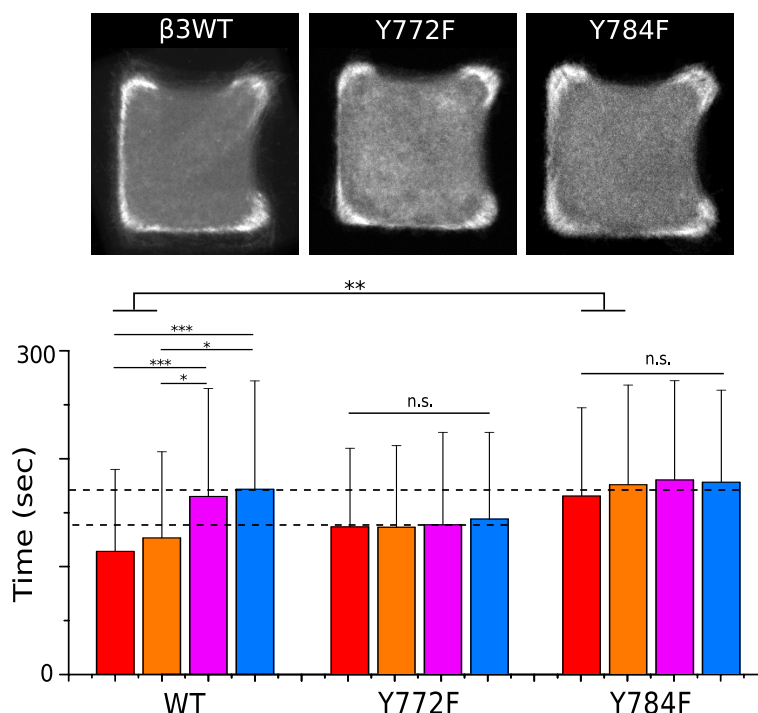 β3WT Y772F Y784F
**
***
*
***
*
n.s.
n.s.
300
Time (sec)
0
WT Y772F Y784F